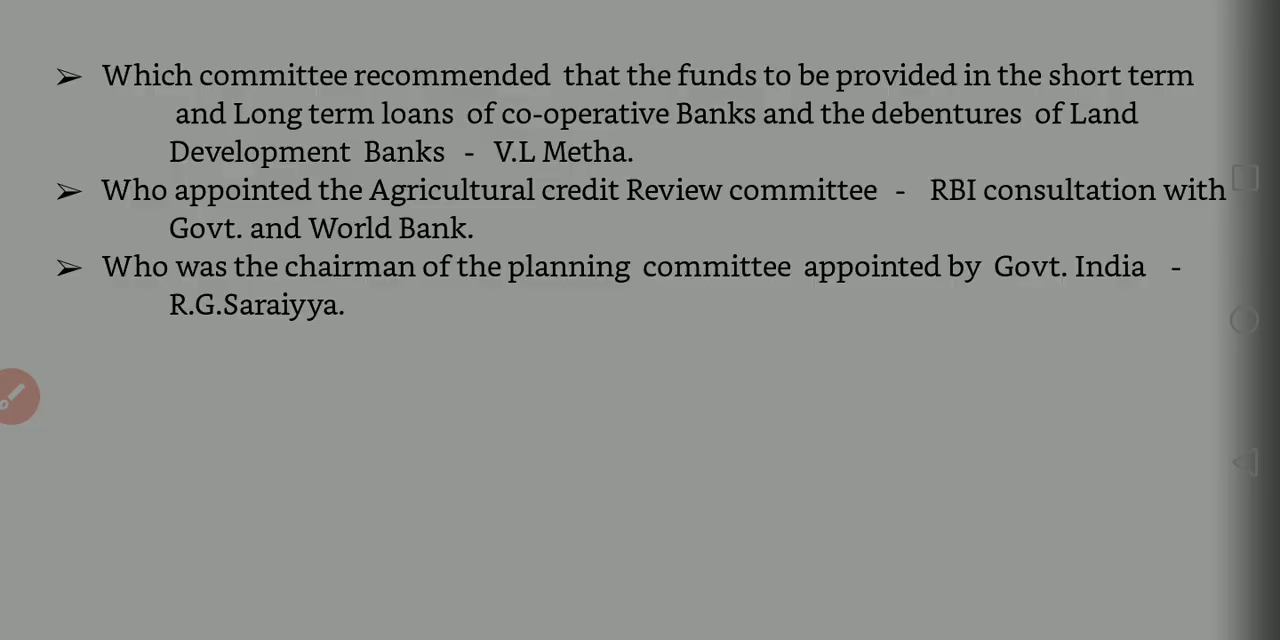 ➢ Which committee recommended that the funds to be provided in the short term
and Long term loans of co-operative Banks and the debentures of Land
Development Banks - V.L Metha.
➢ Who appointed the Agricultural credit Review committee - RBI consultation with
Govt. and World Bank.
➢ Who was the chairman of the planning committee appointed by Govt. India -
R.G.Saraiyya.